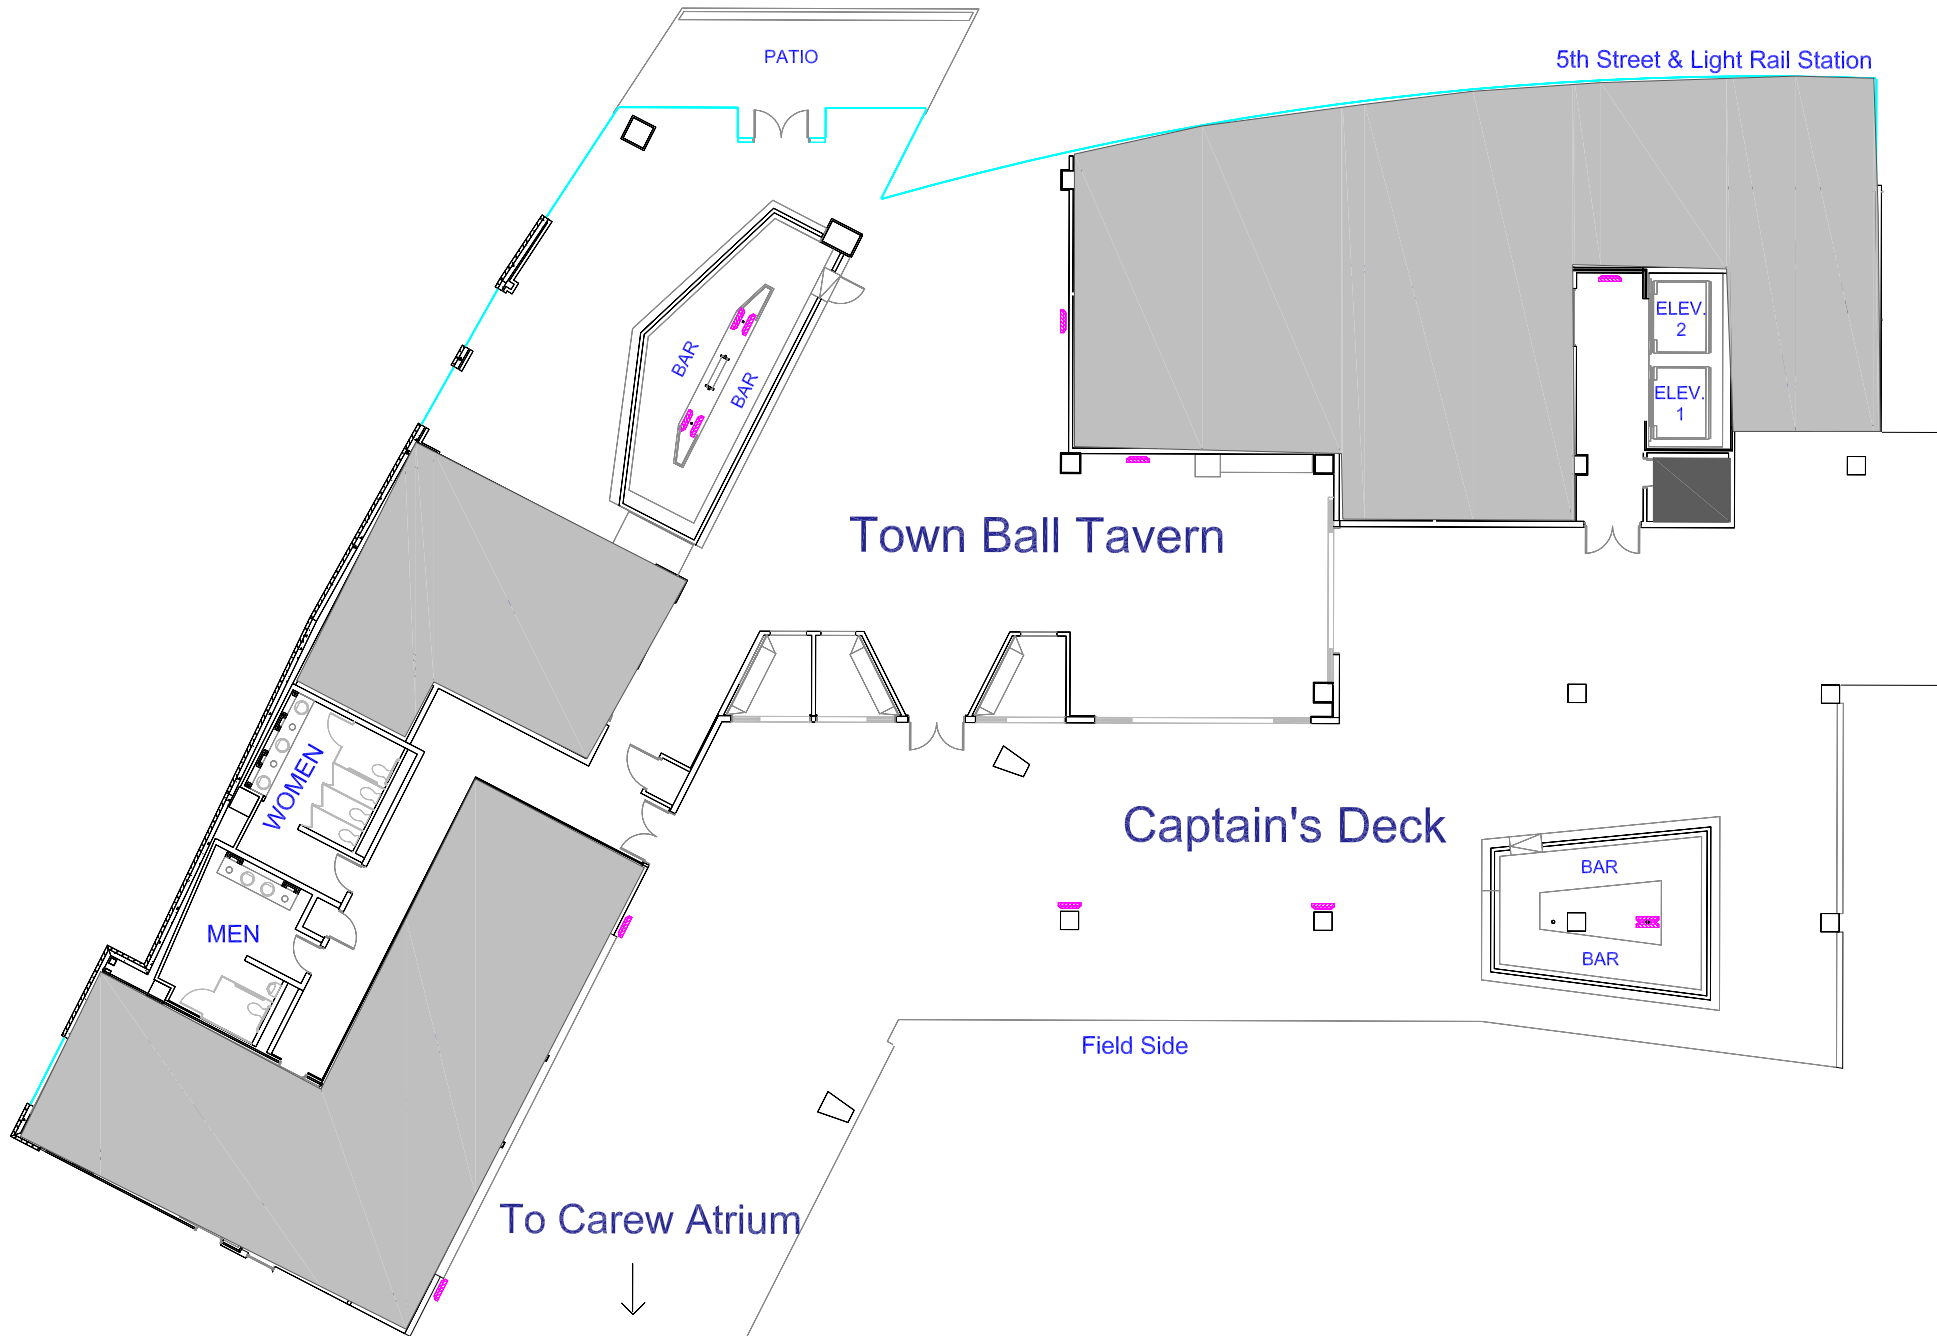 PATIO
5th Street & Light Rail Station
ELEV.
2
BAR
BAR
ELEV.
1
Town Ball Tavern
WOMEN
Captain's Deck
BAR
MEN
BAR
Field Side
To Carew Atrium